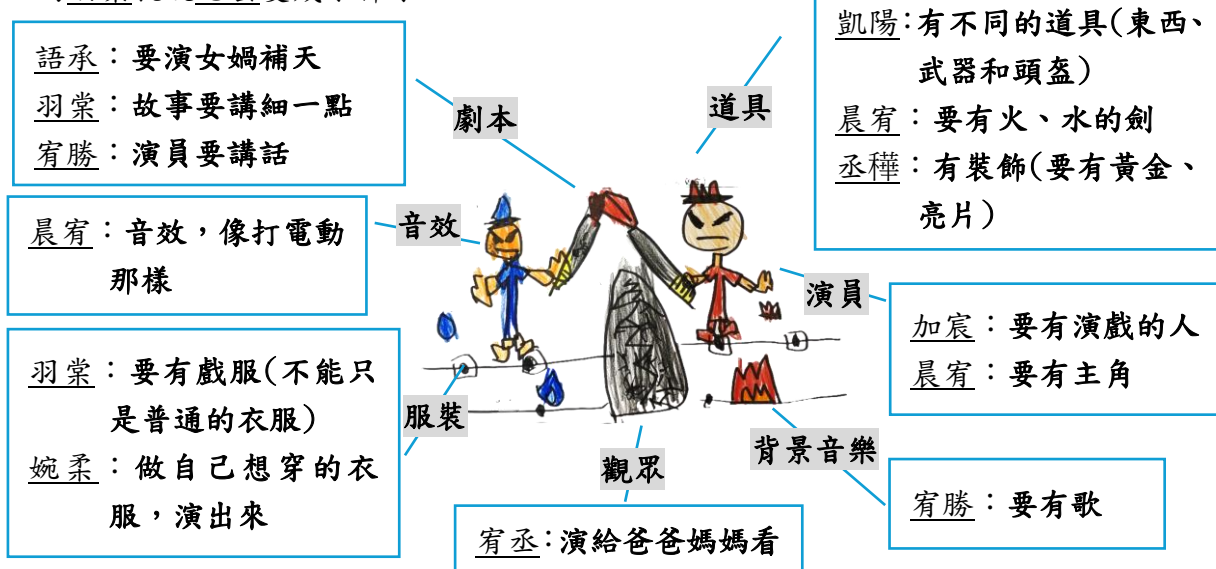 語承：要演女媧補天
羽棠：故事要講細一點
宥勝：演員要講話
劇本
道具
凱陽：有不同的道具(東西、
武器和頭盔)
晨宥：要有火、水的劍
丞穜：有裝飾(要有黃金、
亮片)
晨宥：音效，像打電動
那樣
音效
演員
加宸：要有演戲的人
晨宥：要有主角
羽棠：要有戲服(不能只
是普通的衣服)
婉柔：做自己想穿的衣
服，演出來
服裝
觀眾
背景音樂
宥丞：演給爸爸媽媽看
宥勝：要有歌